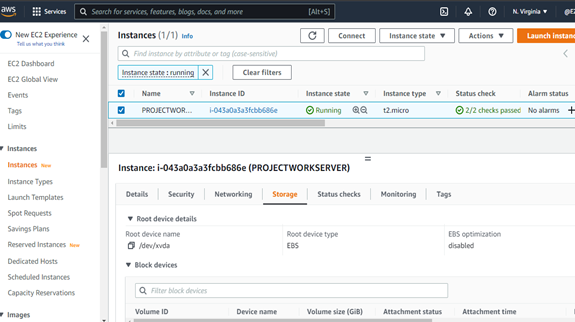 aws
Services
Search for services, features, blogs, docs, and more
[Alt+S]
N. Virginia
New EC2 Experience
Tell us what you think
EC2 Dashboard
EC2 Global View
Events
Tags
Limits
Instances
Instances New
Instance Types
Launch Templates
Spot Requests
Savings Plans
Reserved Instances New
Dedicated Hosts
Scheduled Instances
Capacity Reservations
Images
Instances (1/1) Info
Connect
Instance state
Actions
Launch instanc
Find instance by attribute or tag (case-sensitive)
Instance state : running
Clear filters
Name Instance ID Instance state Instance type Status check Alarm status
PROJECTWOR... i-043a0a3a3fcbb686e Running t2.micro 2/2 checks passed No alarms
Instance: i-043a0a3a3fcbb686e (PROJECTWORKSERVER)
Details Security Networking Storage Status checks Monitoring Tags
Root device details
Root device name Root device type EBS optimization
/dev/xvda EBS disabled
Block devices
Filter block devices
Volume ID Device name Volume size (GiB) Attachment status Attachment time